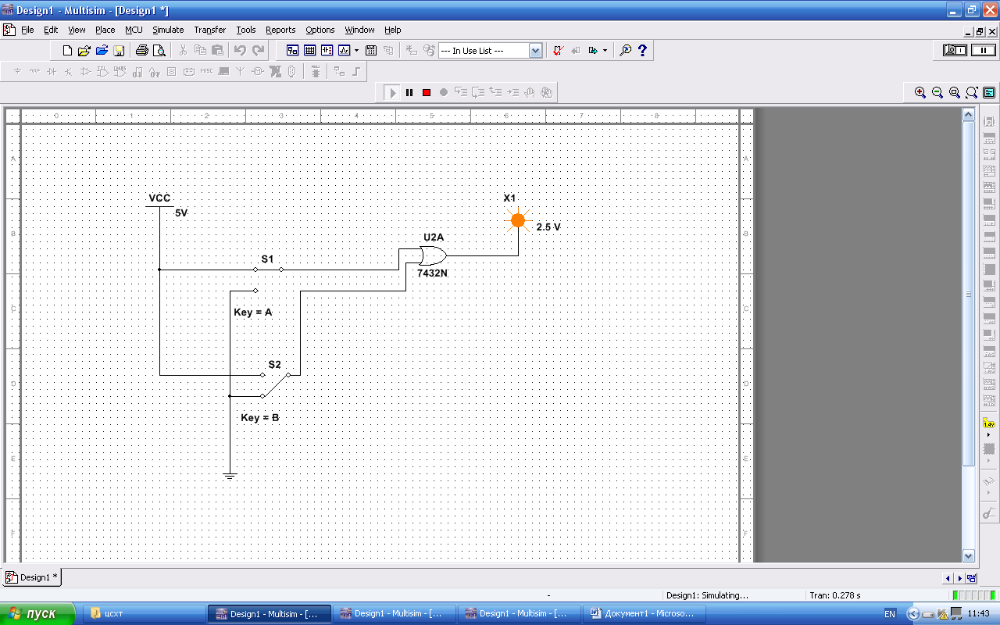 Design1 - Multisim - [Design1 *]
File Edit View Place MCU Simulate Transfer Tools Reports Options Window Help
--- In Use List ---
MISC
0 1 2 3 4 5 6 7 8
A A
VCC X1
5V
B 2.5 V B
U2A
S1
7432N
C Key = A C
S2
D D
Key = B
1.4v
E E
F F
Design1 *
- Design1: Simulating... Tran: 0.278 s
пуск цсхт Design1 - Multisim - [... Design1 - Multisim - [... Design1 - Multisim - [... Документ1 - Microso... EN 11:43